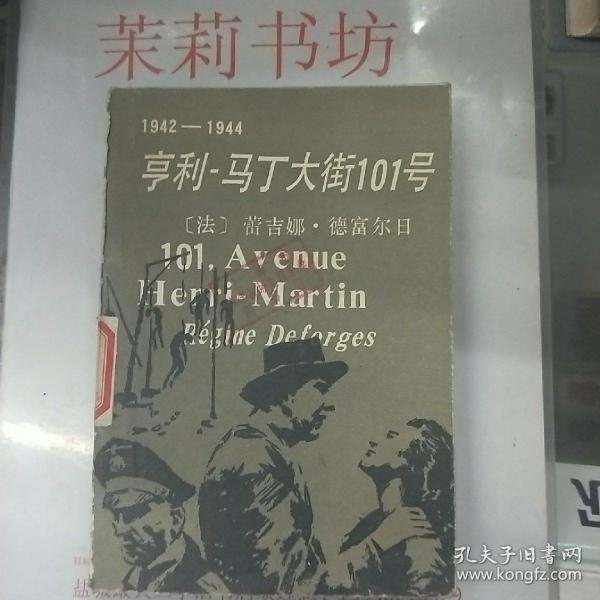 茉莉书坊
1942—1944
亨利-马丁大街101号
〔法〕蕾吉娜·德富尔日
101, Avenue
Henri-Martin
Régine Deforges
孔夫子旧书网
www.kongfz.com